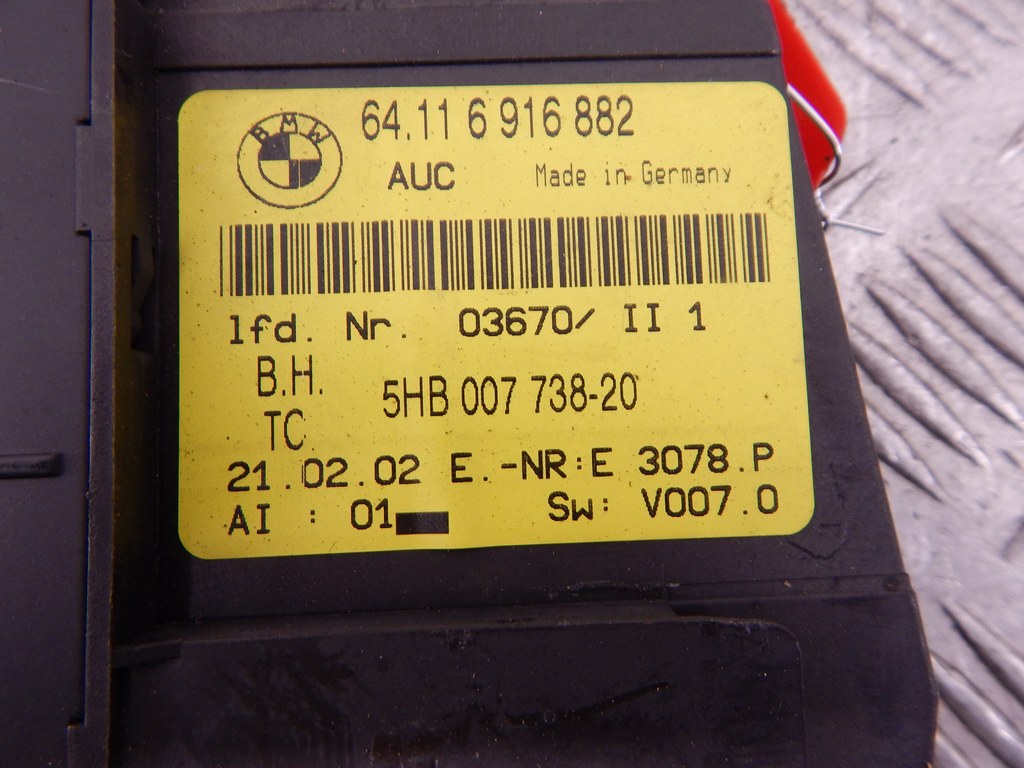 BMW
64.11 6 916 882
AUC Made in Germany
lfd. Nr. 03670/ II 1
B.H.
5HB 007 738-20
TC
21.02.02 E.-NR:E 3078.P
AI : 01 Sw: V007.0